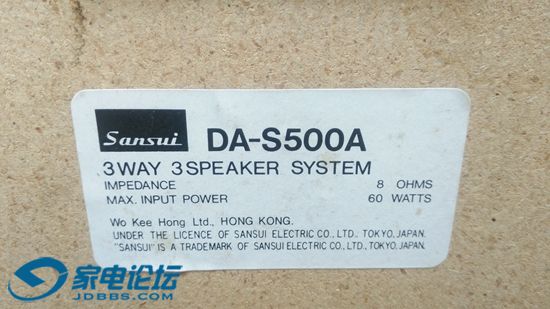 Sansui DA-S500A
3WAY 3SPEAKER SYSTEM
IMPEDANCE 8 OHMS
MAX. INPUT POWER 60 WATTS
Wo Kee Hong Ltd., HONG KONG.
UNDER THE LICENCE OF SANSUI ELECTRIC CO., LTD., TOKYO, JAPAN.
"SANSUI" IS A TRADEMARK OF SANSUI ELECTRIC CO., LTD., TOKYO, JAPAN.
家电论坛
JDBBS.COM